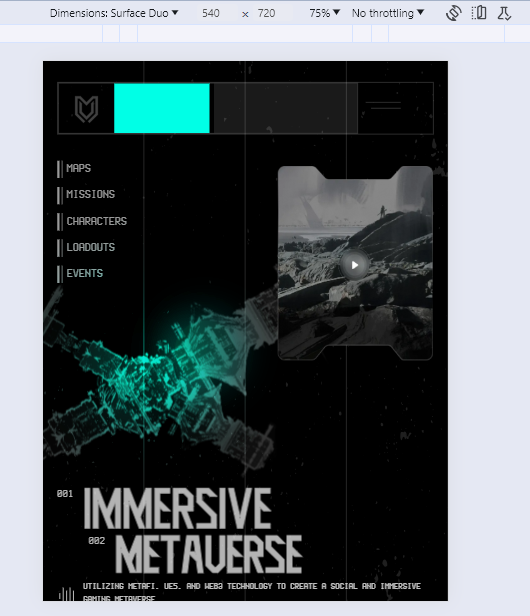 Dimensions: Surface Duo ▼ 540 × 720 75% ▼ No throttling ▼
MAPS
MISSIONS
CHARACTERS
LOADOUTS
EVENTS
001 IMMERSIVE
002 METAVERSE
UTILIZING METAFI, UE5, AND WEB3 TECHNOLOGY TO CREATE A SOCIAL AND IMMERSIVE
GAMING METAVERSE